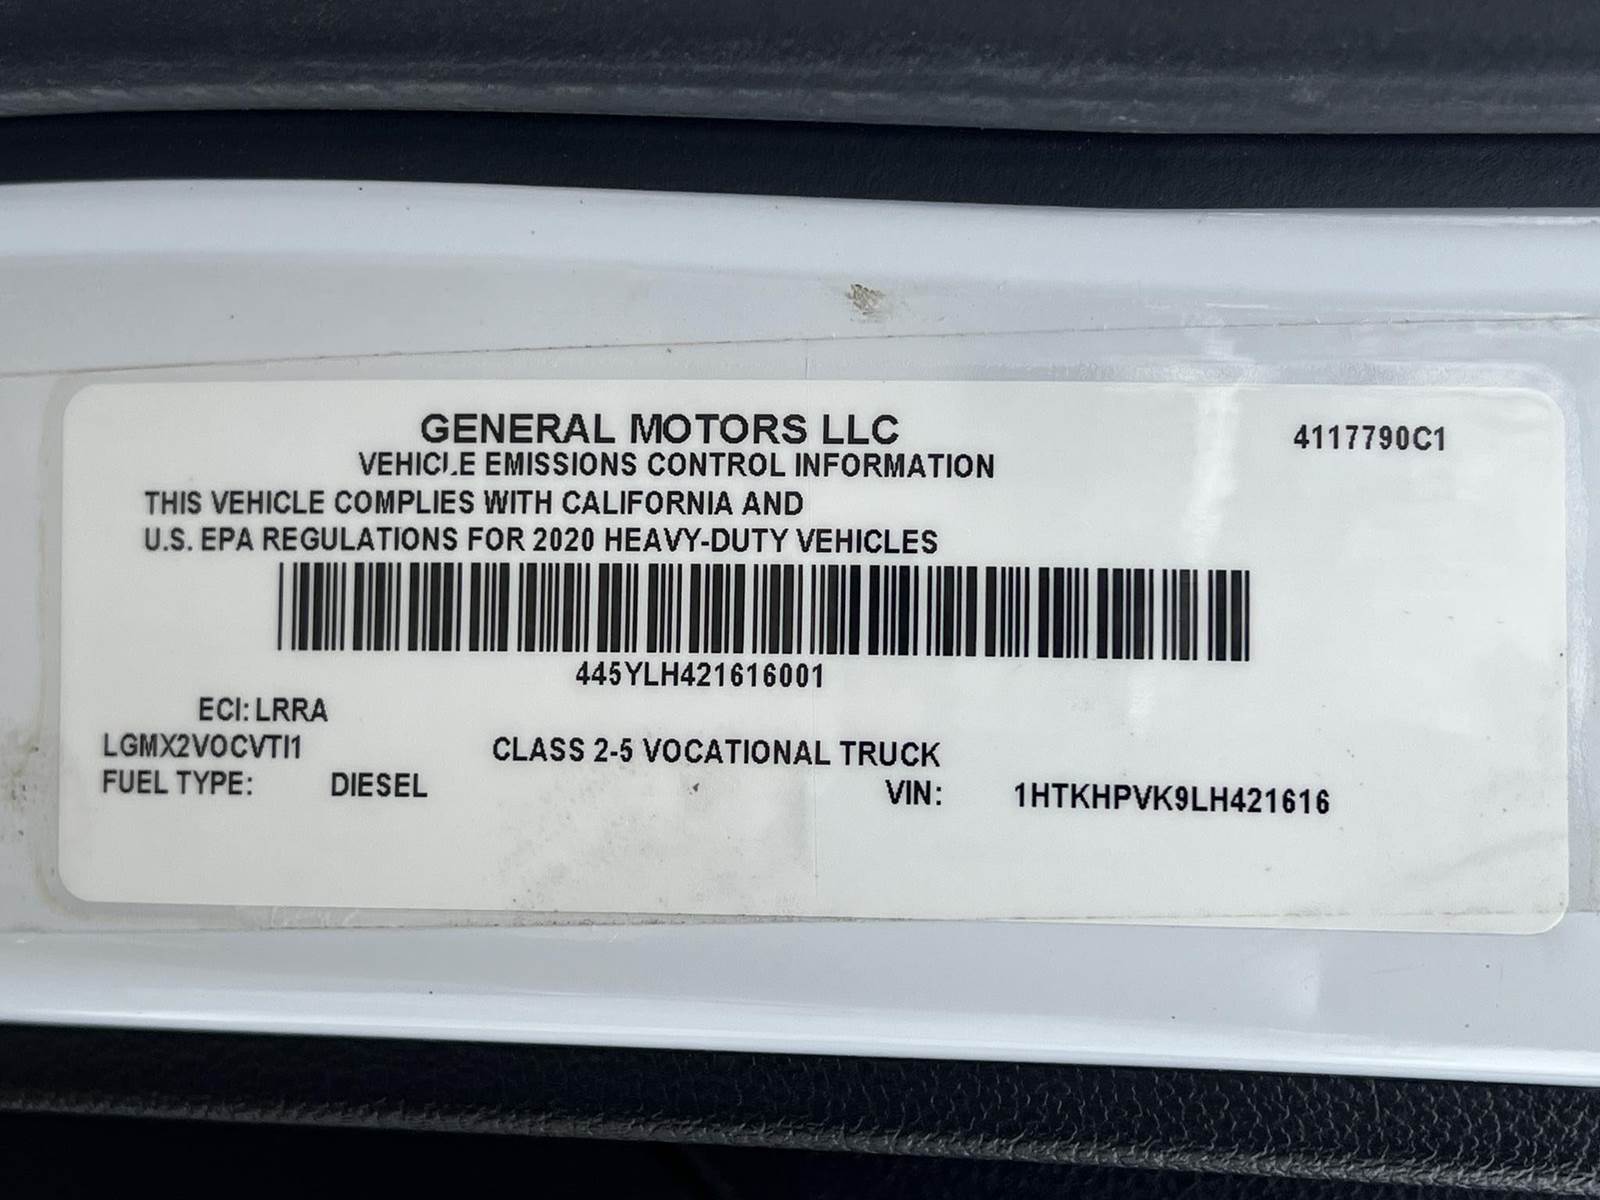 GENERAL MOTORS LLC
4117790C1
VEHICLE EMISSIONS CONTROL INFORMATION
THIS VEHICLE COMPLIES WITH CALIFORNIA AND
U.S. EPA REGULATIONS FOR 2020 HEAVY-DUTY VEHICLES
445YLH421616001
ECI: LRRA
LGMX2VOCVTI1 CLASS 2-5 VOCATIONAL TRUCK
FUEL TYPE: DIESEL VIN: 1HTKHPVK9LH421616